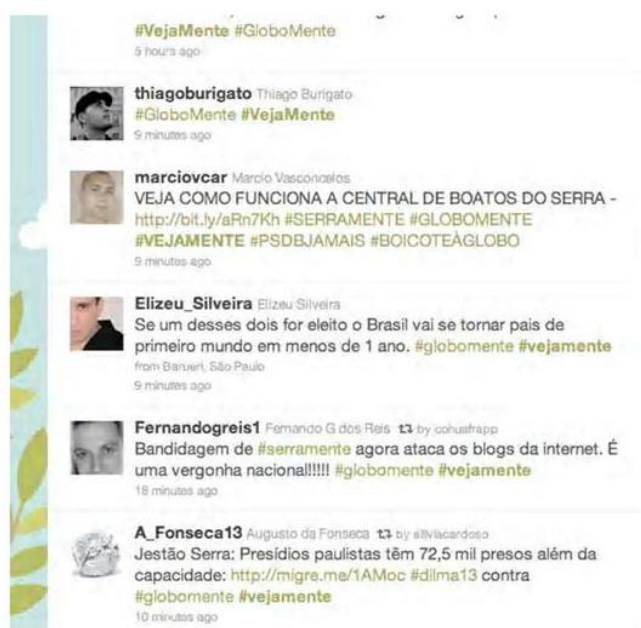 #VejaMente #GloboMente
5 hours ago
thiagoburigato Thiago Burigato
#GloboMente #VejaMente
9 minutes ago
marciovcar Marcio Vasconcelos
VEJA COMO FUNCIONA A CENTRAL DE BOATOS DO SERRA -
http://bit.ly/aRn7Kh #SERRAMENTE #GLOBOMENTE
#VEJAMENTE #PSDBJAMAIS #BOICOTEÀGLOBO
9 minutes ago
Elizeu_Silveira Elizeu Silveira
Se um desses dois for eleito o Brasil vai se tornar pais de
primeiro mundo em menos de 1 ano. #globomente #vejamente
from Barueri, São Paulo
9 minutes ago
Fernandogreis1 Fernando G dos Reis by cohuafrapp
Bandidagem de #serramente agora ataca os blogs da internet. É
uma vergonha nacional!!!!! #globomente #vejamente
18 minutes ago
A_Fonseca13 Augusto da Fonseca by silviacardoso
Jestão Serra: Presídios paulistas têm 72,5 mil presos além da
capacidade: http://migre.me/1AMoc #dilma13 contra
#globomente #vejamente
10 minutes ago